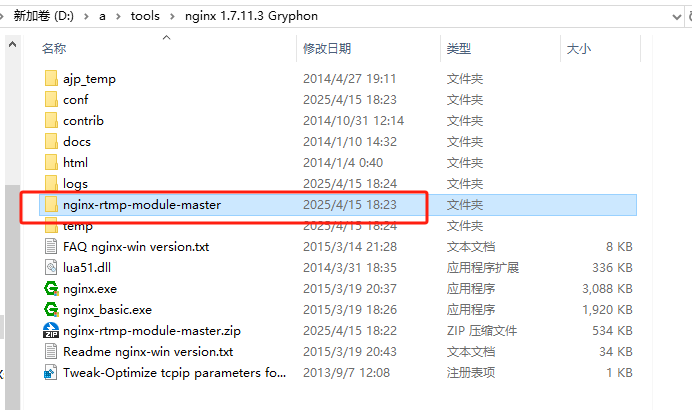 新加卷 (D:) › a › tools › nginx 1.7.11.3 Gryphon
名称 修改日期 类型 大小
ajp_temp 2014/4/27 19:11 文件夹
conf 2025/4/15 18:23 文件夹
contrib 2014/10/31 12:14 文件夹
docs 2014/1/10 14:32 文件夹
html 2014/1/4 0:40 文件夹
logs 2025/4/15 18:24 文件夹
nginx-rtmp-module-master 2025/4/15 18:23 文件夹
temp 2025/4/15 18:24 文件夹
FAQ nginx-win version.txt 2015/3/14 21:28 文本文档 8 KB
lua51.dll 2014/3/31 18:35 应用程序扩展 336 KB
nginx.exe 2015/3/19 20:37 应用程序 3,088 KB
nginx_basic.exe 2015/3/19 18:26 应用程序 1,920 KB
nginx-rtmp-module-master.zip 2025/4/15 18:22 ZIP 压缩文件 534 KB
Readme nginx-win version.txt 2015/3/19 20:43 文本文档 34 KB
Tweak-Optimize tcpip parameters fo... 2013/9/7 12:08 注册表项 1 KB